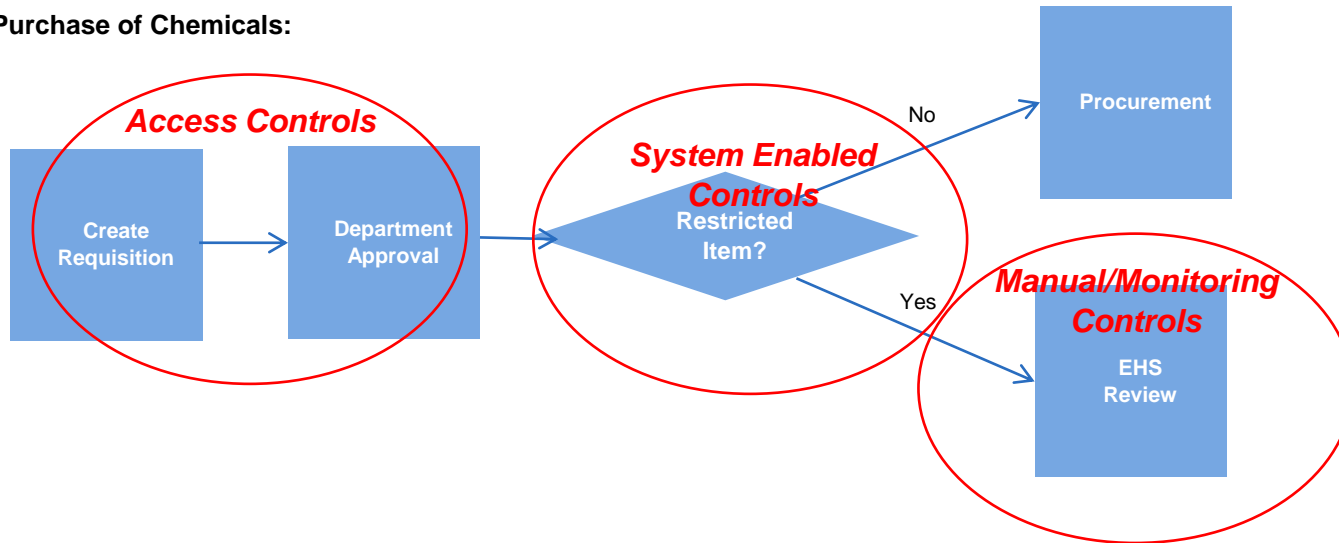 Purchase of Chemicals:
Access Controls
Create
Requisition
Department
Approval
System Enabled
Controls
Restricted
Item?
No
Yes
Procurement
Manual/Monitoring
Controls
EHS
Review